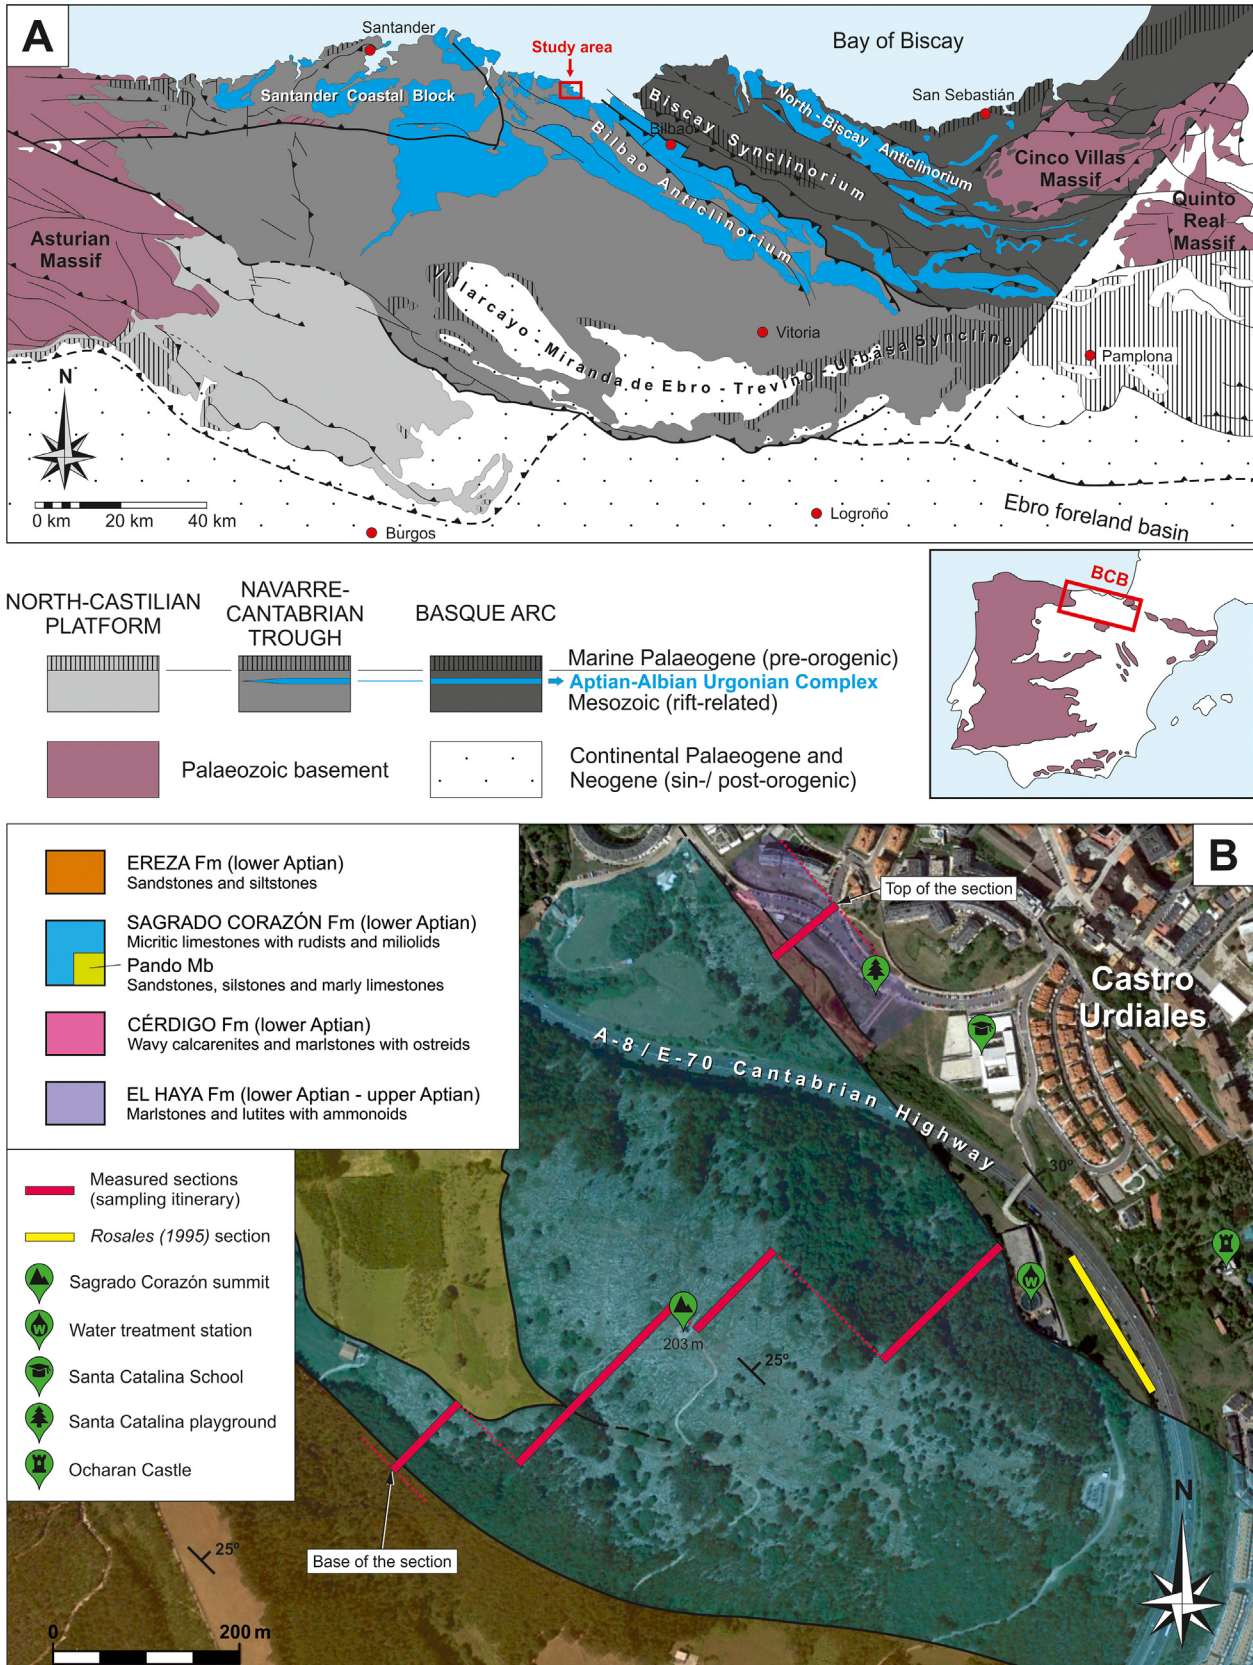 A
Santander
Study area
Bay of Biscay
Santander Coastal Block
San Sebastián
North-Biscay Anticlinorium
Biscay Synclinorium
Bilbao
Bilbao Anticlinorium
Cinco Villas
Massif
Quinto
Real
Massif
Asturian
Massif
Villarcayo - Miranda de Ebro - Treviño - Urbasa Syncline
Vitoria
Pamplona
N
0 km 20 km 40 km
Burgos
Logroño
Ebro foreland basin
NORTH-CASTILIAN
PLATFORM
NAVARRE-
CANTABRIAN
TROUGH
BASQUE ARC
Marine Palaeogene (pre-orogenic)
Aptian-Albian Urgonian Complex
Mesozoic (rift-related)
Palaeozoic basement
Continental Palaeogene and
Neogene (sin-/ post-orogenic)
BCB
EREZA Fm (lower Aptian)
Sandstones and siltstones
SAGRADO CORAZÓN Fm (lower Aptian)
Micritic limestones with rudists and miliolids
Pando Mb
Sandstones, silstones and marly limestones
CÉRDIGO Fm (lower Aptian)
Wavy calcarenites and marlstones with ostreids
EL HAYA Fm (lower Aptian - upper Aptian)
Marlstones and lutites with ammonoids
Measured sections
(sampling itinerary)
Rosales (1995) section
Sagrado Corazón summit
W
Water treatment station
Santa Catalina School
Santa Catalina playground
Ocharan Castle
B
Top of the section
Castro
Urdiales
A-8 / E-70 Cantabrian Highway
30º
W
203 m
25º
Base of the section
25º
N
0 200 m